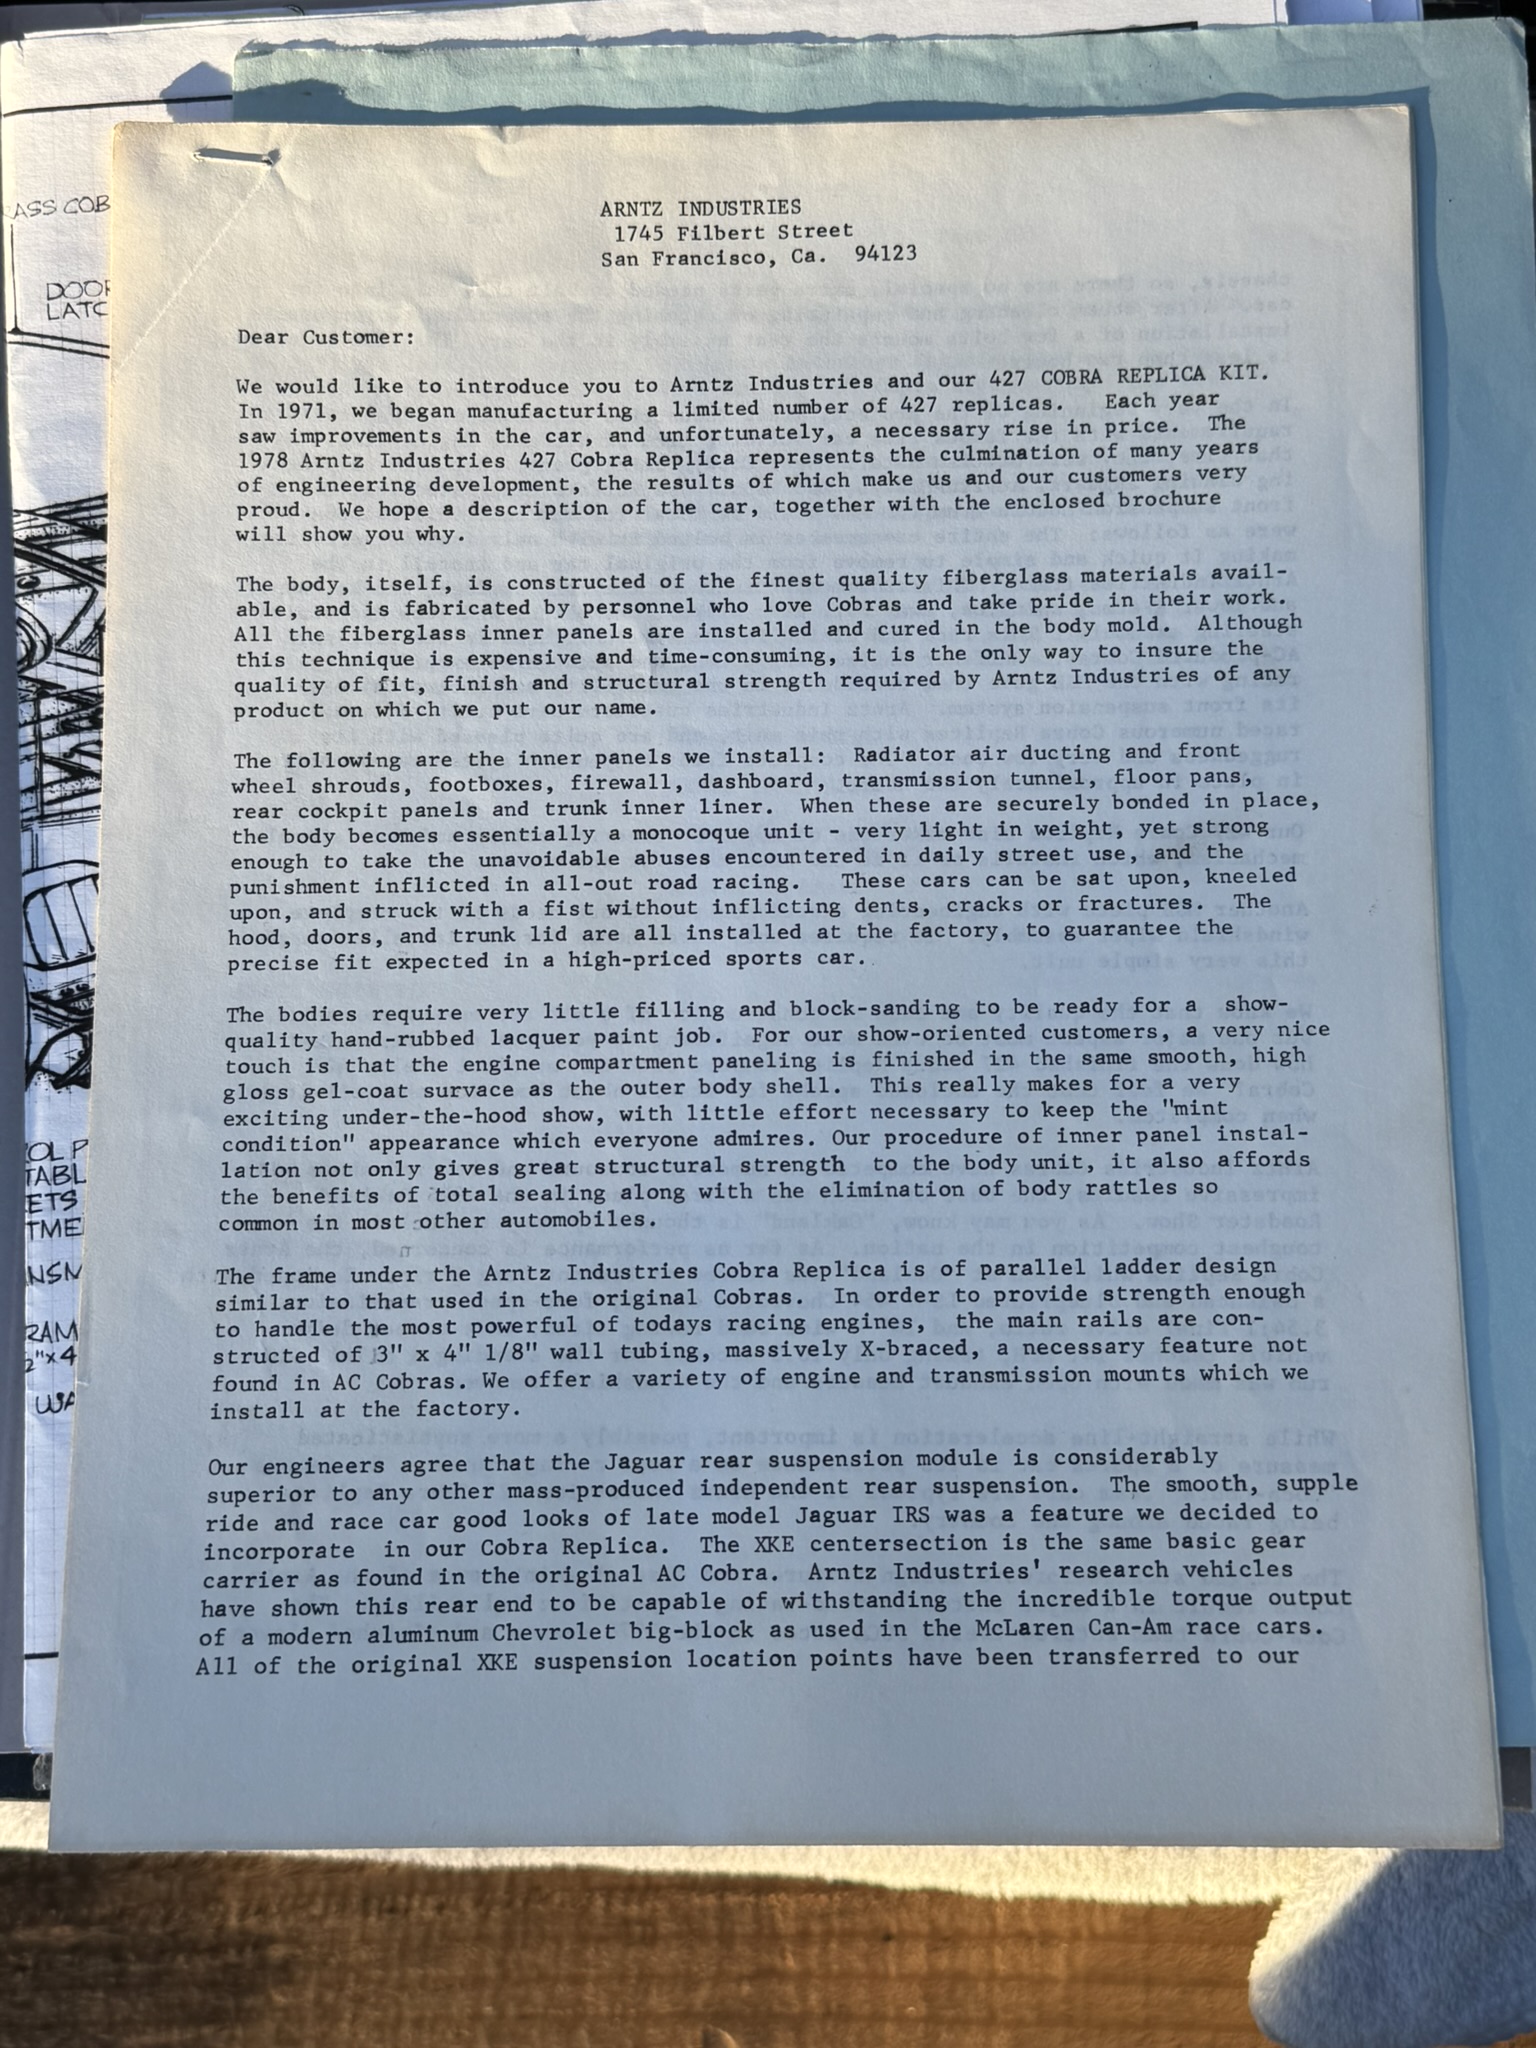 ARNTZ INDUSTRIES
1745 Filbert Street
San Francisco, Ca. 94123
Dear Customer:
We would like to introduce you to Arntz Industries and our 427 COBRA REPLICA KIT.
In 1971, we began manufacturing a limited number of 427 replicas. Each year
saw improvements in the car, and unfortunately, a necessary rise in price. The
1978 Arntz Industries 427 Cobra Replica represents the culmination of many years
of engineering development, the results of which make us and our customers very
proud. We hope a description of the car, together with the enclosed brochure
will show you why.
The body, itself, is constructed of the finest quality fiberglass materials avail-
able, and is fabricated by personnel who love Cobras and take pride in their work.
All the fiberglass inner panels are installed and cured in the body mold. Although
this technique is expensive and time-consuming, it is the only way to insure the
quality of fit, finish and structural strength required by Arntz Industries of any
product on which we put our name.
The following are the inner panels we install: Radiator air ducting and front
wheel shrouds, footboxes, firewall, dashboard, transmission tunnel, floor pans,
rear cockpit panels and trunk inner liner. When these are securely bonded in place,
the body becomes essentially a monocoque unit - very light in weight, yet strong
enough to take the unavoidable abuses encountered in daily street use, and the
punishment inflicted in all-out road racing. These cars can be sat upon, kneeled
upon, and struck with a fist without inflicting dents, cracks or fractures. The
hood, doors, and trunk lid are all installed at the factory, to guarantee the
precise fit expected in a high-priced sports car.
The bodies require very little filling and block-sanding to be ready for a show-
quality hand-rubbed lacquer paint job. For our show-oriented customers, a very nice
touch is that the engine compartment paneling is finished in the same smooth, high
gloss gel-coat survace as the outer body shell. This really makes for a very
exciting under-the-hood show, with little effort necessary to keep the "mint
condition" appearance which everyone admires. Our procedure of inner panel instal-
lation not only gives great structural strength to the body unit, it also affords
the benefits of total sealing along with the elimination of body rattles so
common in most other automobiles.
The frame under the Arntz Industries Cobra Replica is of parallel ladder design
similar to that used in the original Cobras. In order to provide strength enough
to handle the most powerful of todays racing engines, the main rails are con-
structed of 3" x 4" 1/8" wall tubing, massively X-braced, a necessary feature not
found in AC Cobras. We offer a variety of engine and transmission mounts which we
install at the factory.
Our engineers agree that the Jaguar rear suspension module is considerably
superior to any other mass-produced independent rear suspension. The smooth, supple
ride and race car good looks of late model Jaguar IRS was a feature we decided to
incorporate in our Cobra Replica. The XKE centersection is the same basic gear
carrier as found in the original AC Cobra. Arntz Industries' research vehicles
have shown this rear end to be capable of withstanding the incredible torque output
of a modern aluminum Chevrolet big-block as used in the McLaren Can-Am race cars.
All of the original XKE suspension location points have been transferred to our